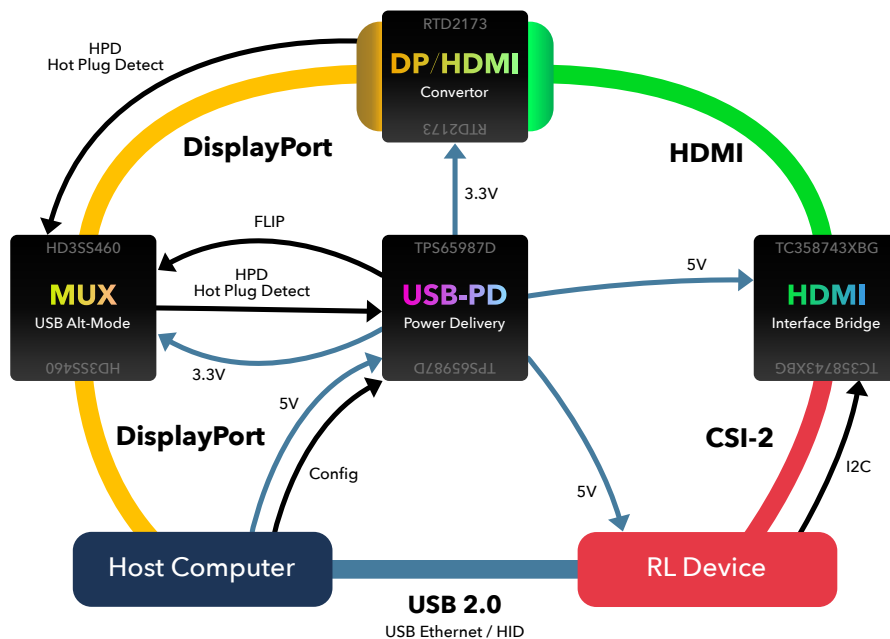 RTD2173
DP/HDMI
Convertor
RTD2173
HPD
Hot Plug Detect
DisplayPort
HDMI
3.3V
HD3SS460
MUX
USB Alt-Mode
HD3SS460
FLIP
HPD
Hot Plug Detect
3.3V
TPS65987D
USB-PD
Power Delivery
TPS65987D
5V
TC358743XBG
HDMI
Interface Bridge
TC358743XBG
DisplayPort
5V
Config
5V
CSI-2
I2C
Host Computer
RL Device
USB 2.0
USB Ethernet / HID